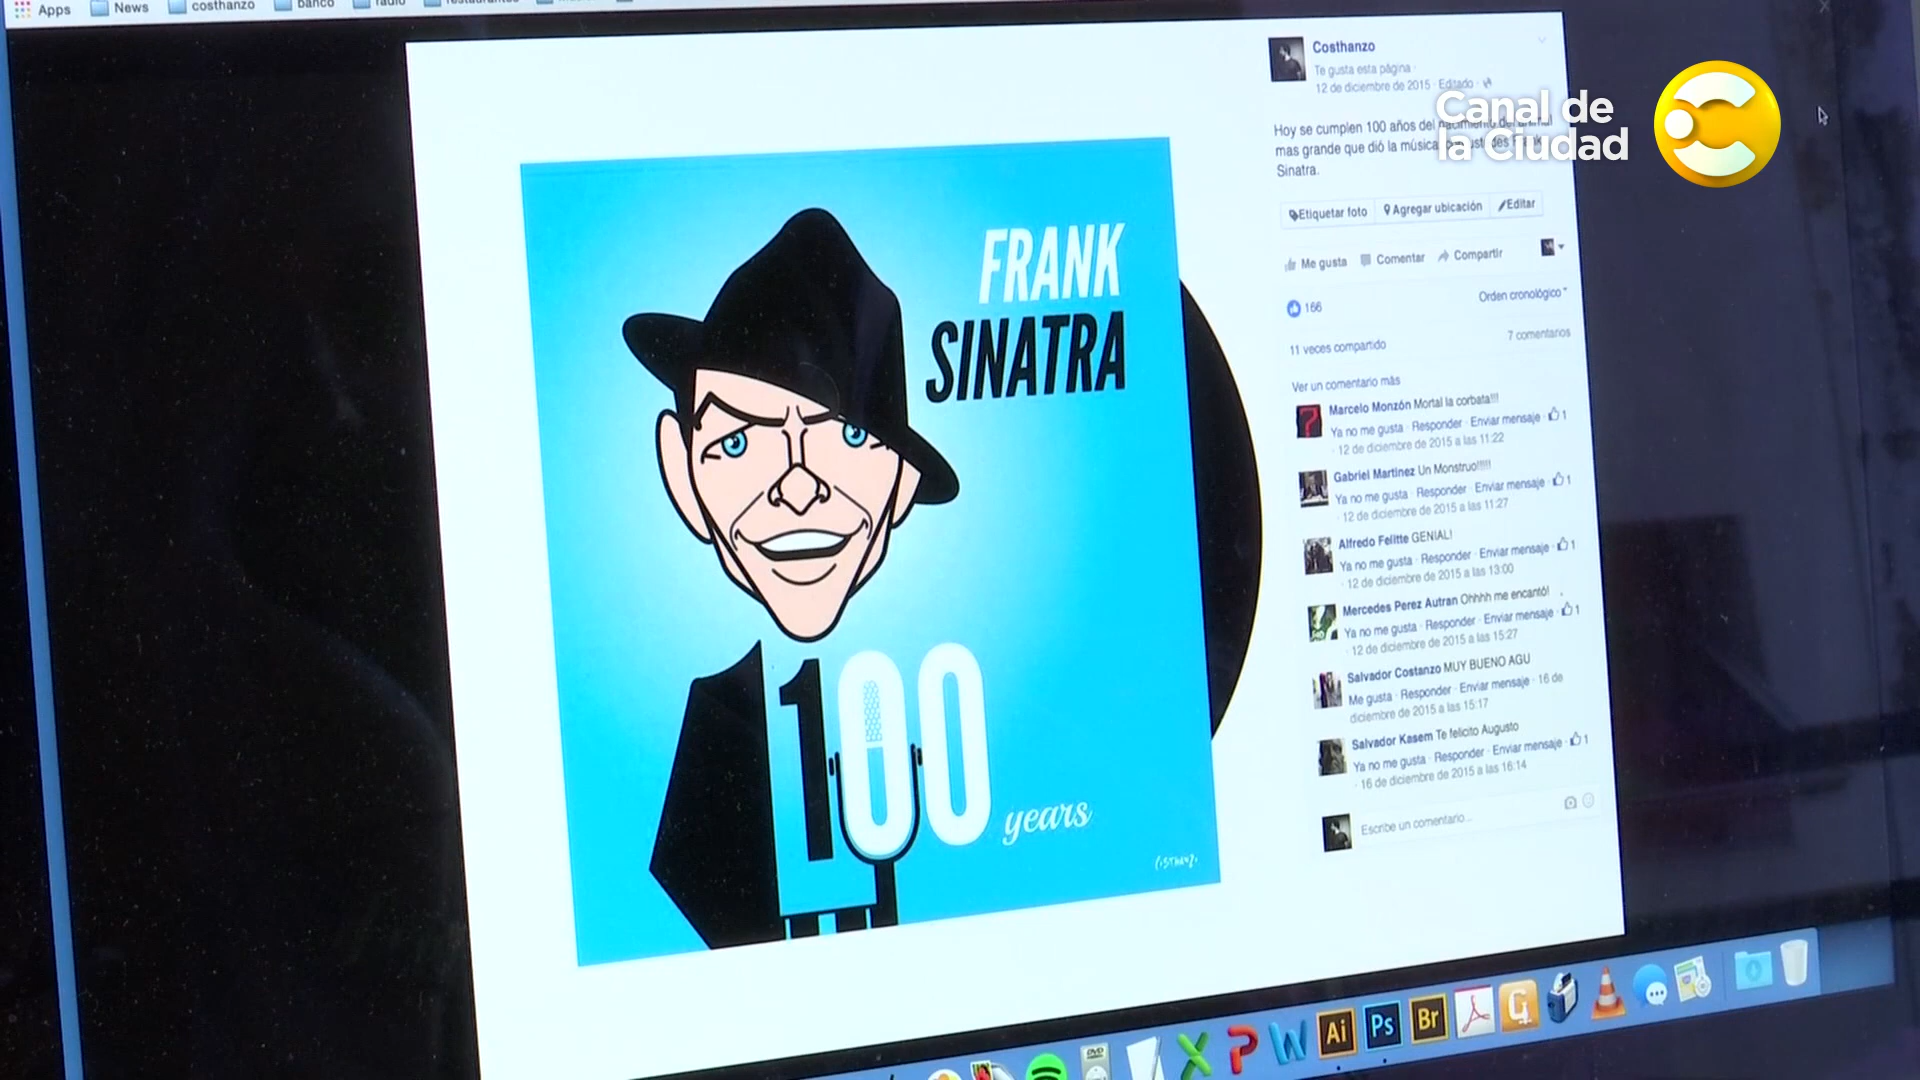 Apps
News
costhanzo
banco
radio
restaurantes
Costhanzo
Te gusta esta página ·
12 de diciembre de 2015 · Editado ·
Canal de
la Ciudad
Hoy se cumplen 100 años del nacimiento del animal
mas grande que dió la música
Sinatra.
Etiquetar foto
Agregar ubicación
Editar
Me gusta
Comentar
Compartir
166
Orden cronológico
11 veces compartido
7 comentarios
Ver un comentario más
Marcelo Monzón Mortal la corbata!!!
Ya no me gusta · Responder · Enviar mensaje · 1
· 12 de diciembre de 2015 a las 11:22
Gabriel Martinez Un Monstruo!!!!!
Ya no me gusta · Responder · Enviar mensaje · 1
· 12 de diciembre de 2015 a las 11:27
Alfredo Felitte GENIAL!
Ya no me gusta · Responder · Enviar mensaje · 1
· 12 de diciembre de 2015 a las 13:00
Mercedes Perez Autran Ohhhh me encantó!
Ya no me gusta · Responder · Enviar mensaje · 1
· 12 de diciembre de 2015 a las 15:27
Salvador Costanzo MUY BUENO AGU
Me gusta · Responder · Enviar mensaje · 16 de
diciembre de 2015 a las 15:17
Salvador Kasem Te felicito Augusto
Ya no me gusta · Responder · Enviar mensaje · 1
· 16 de diciembre de 2015 a las 16:14
Escribe un comentario...
FRANK
SINATRA
100
years
DVD
X
P
W
Ai
Ps
Br